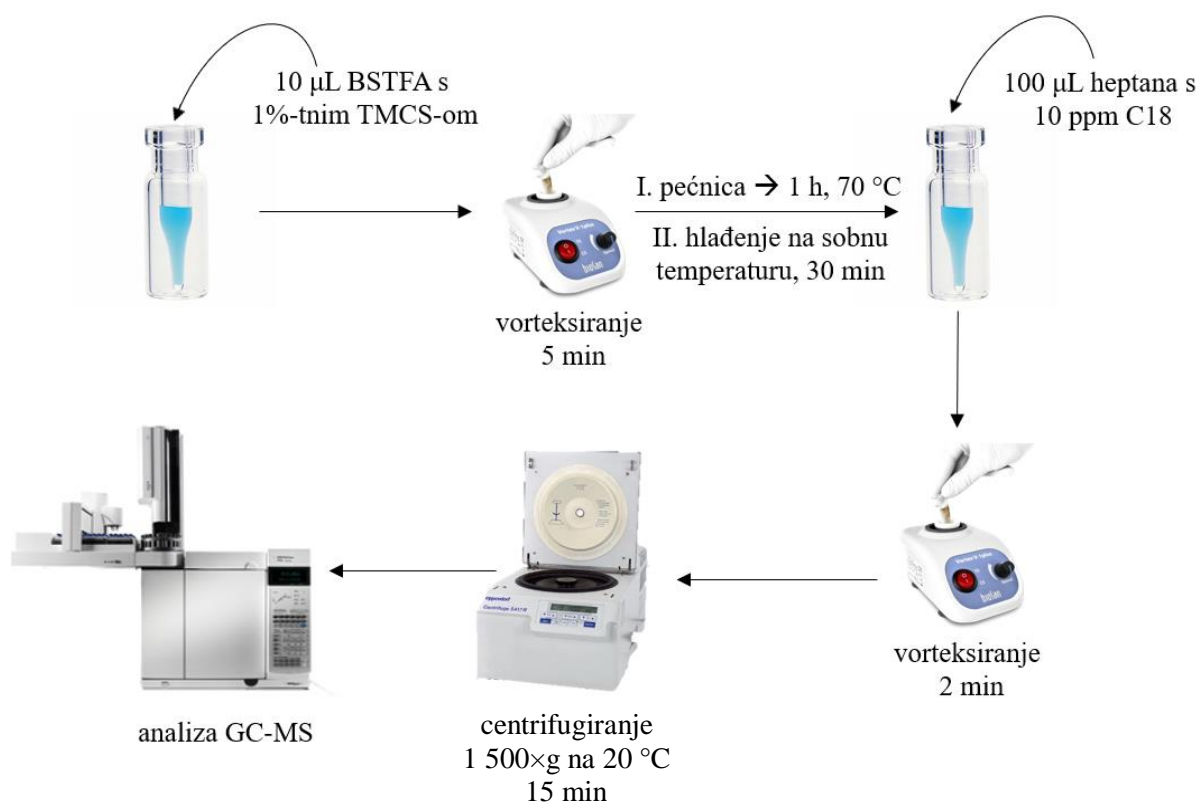 10 μL BSTFA s
1%-tnim TMCS-om
100 μL heptana s
10 ppm C18
I. pećnica → 1 h, 70 °C
II. hlađenje na sobnu
temperaturu, 30 min
vorteksiranje
5 min
vorteksiranje
2 min
centrifugiranje
1 500×g na 20 °C
15 min
analiza GC-MS